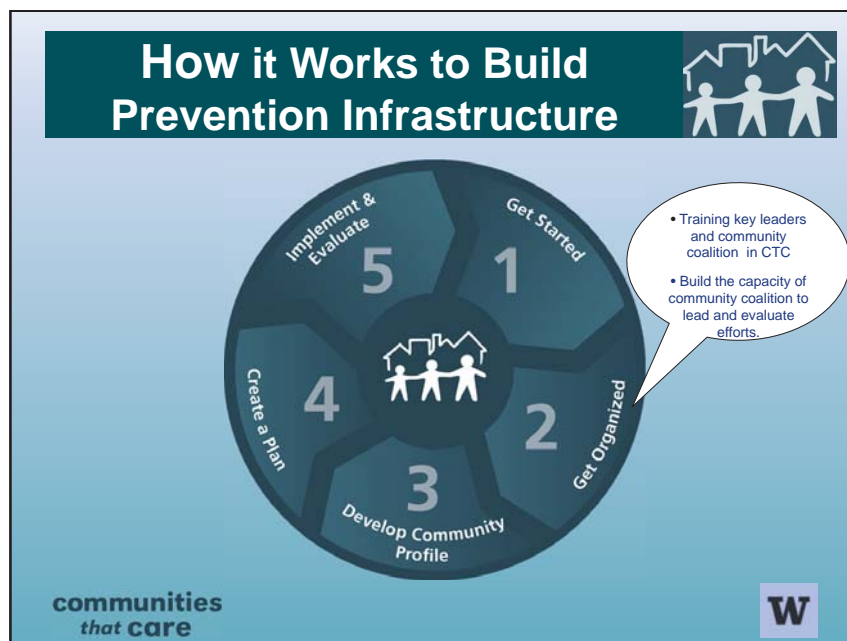 How it Works to Build
Prevention Infrastructure
Implement &
Evaluate
5
Get Started
1
• Training key leaders
and community
coalition in CTC
• Build the capacity of
community coalition to
lead and evaluate
efforts.
Create a Plan
4
2
Get Organized
3
Develop Community
Profile
communities
that care
W